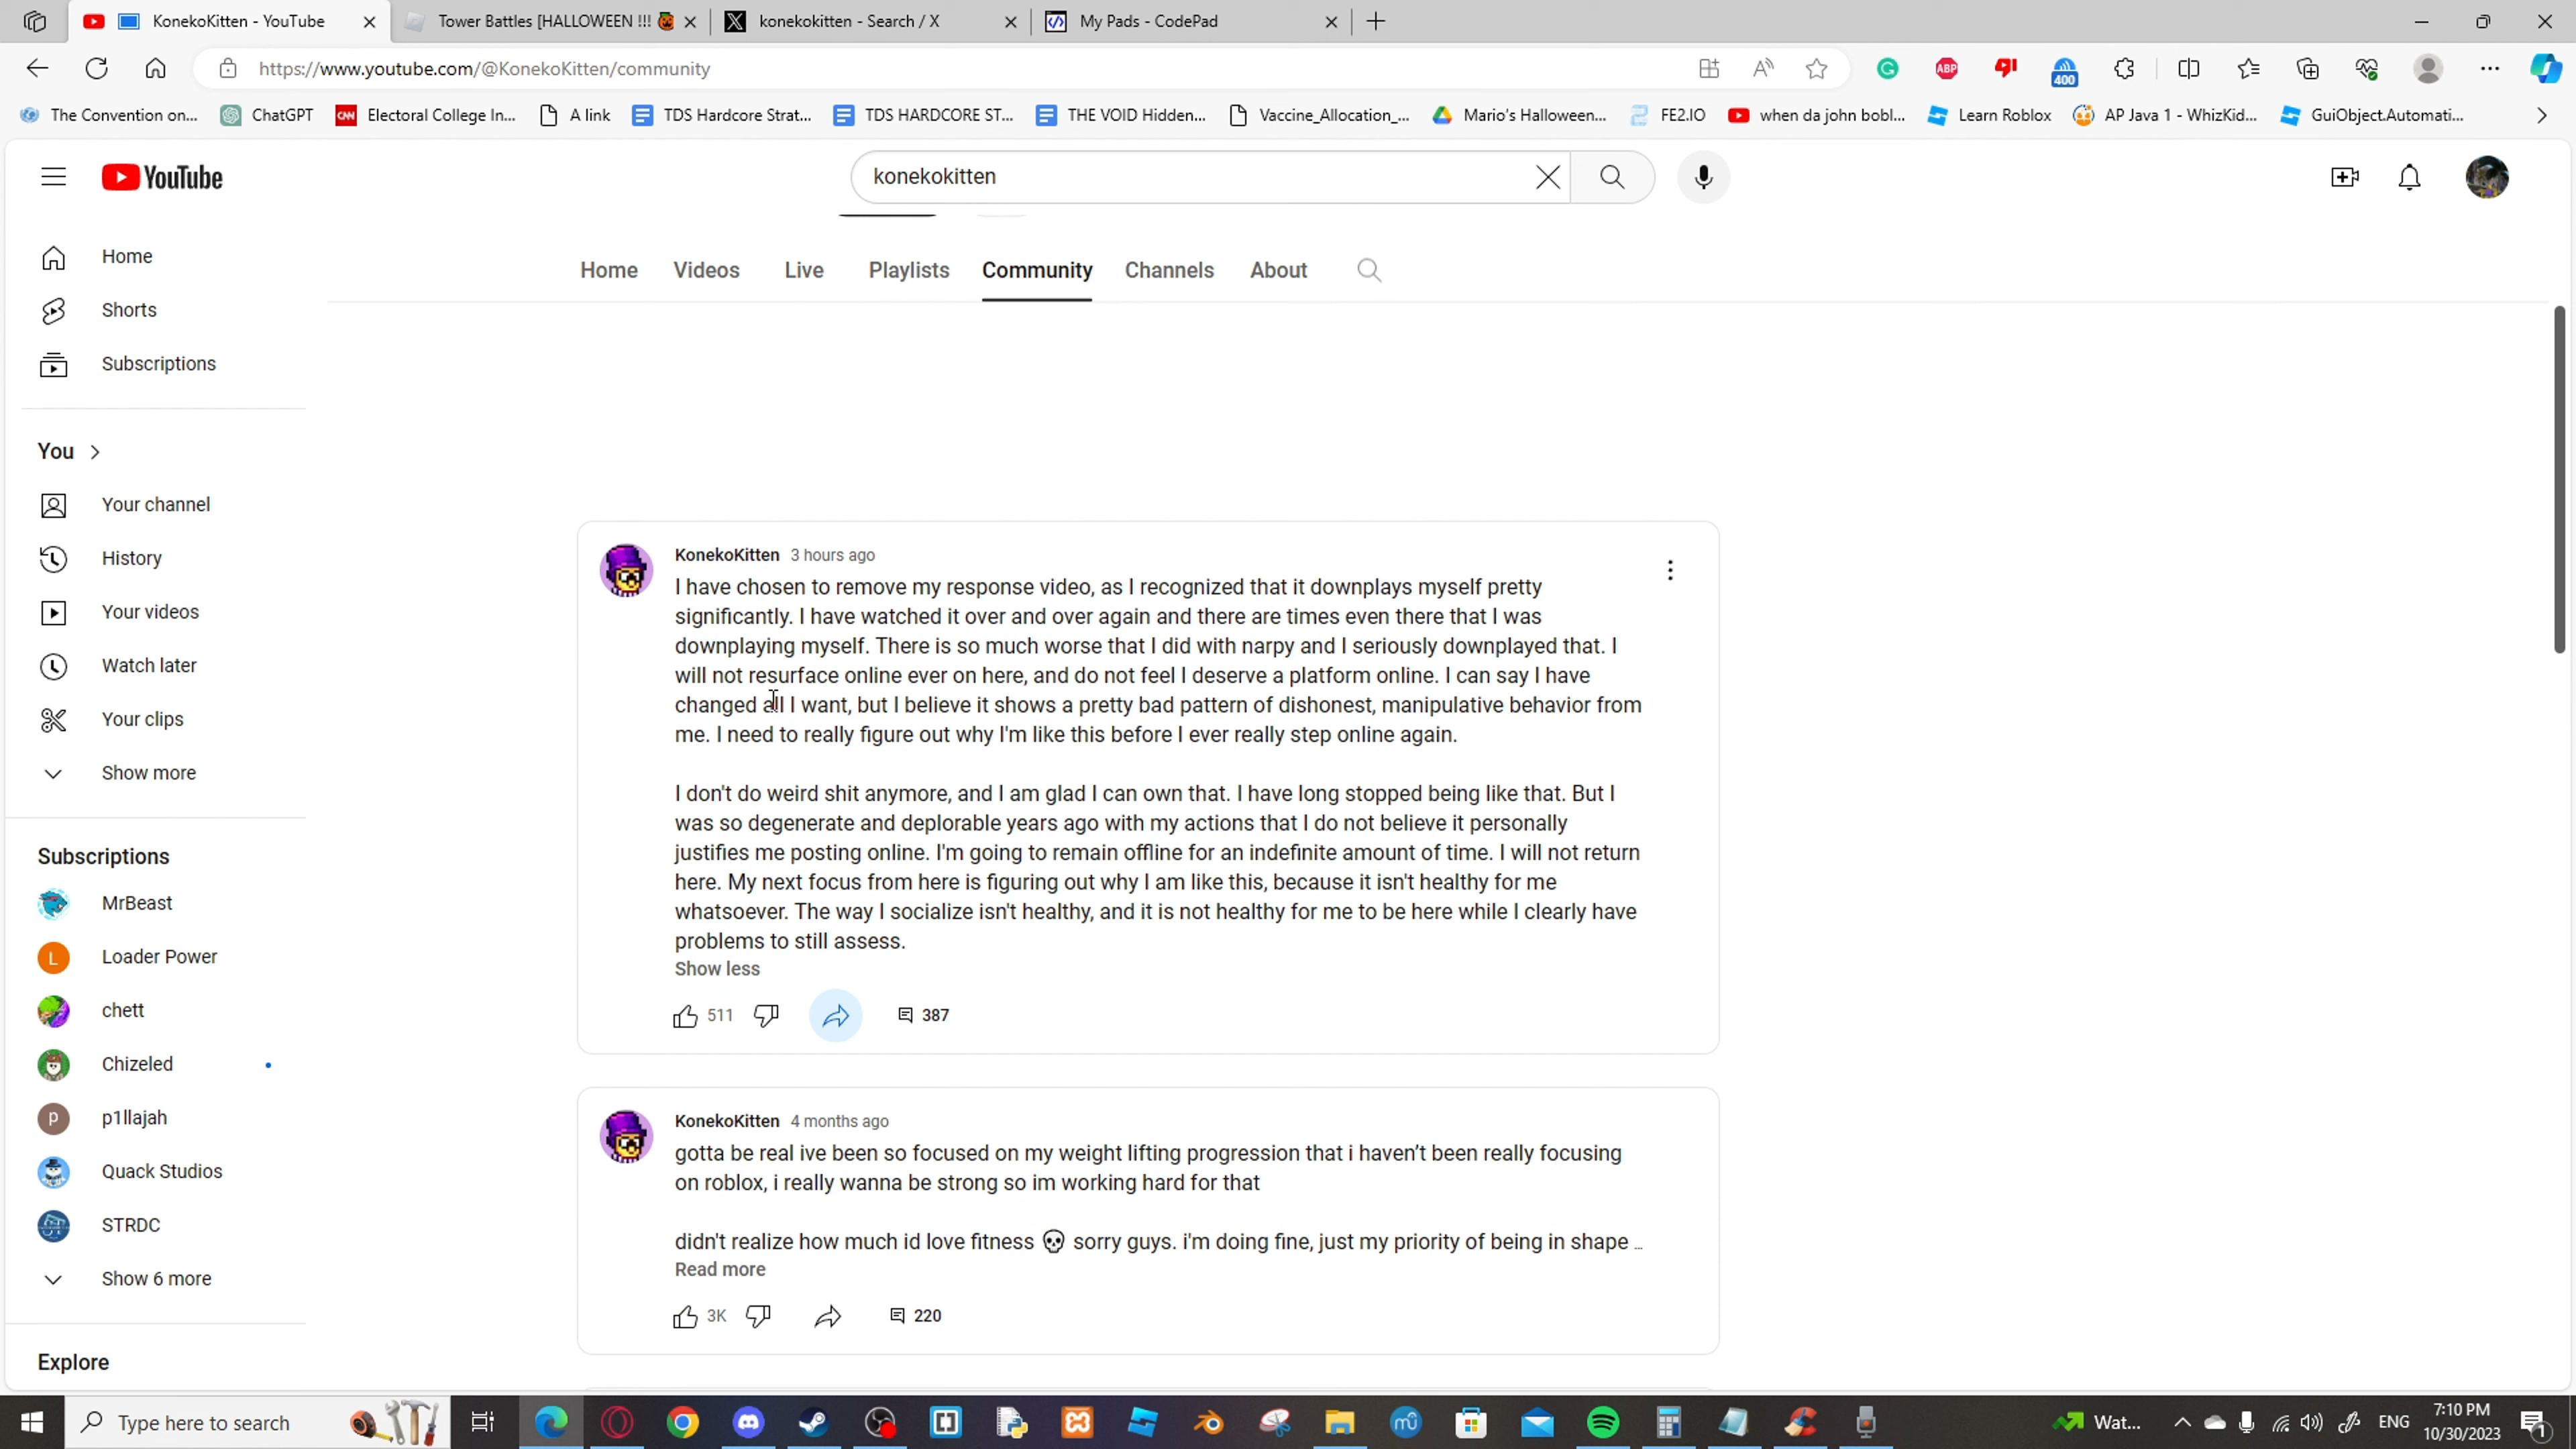 KonekoKitten - YouTube
Tower Battles [HALLOWEEN !!! 🎃
konekokitten - Search / X
My Pads - CodePad
https://www.youtube.com/@KonekoKitten/community
ABP
400
The Convention on...
ChatGPT
CNN
Electoral College In...
A link
TDS Hardcore Strat...
TDS HARDCORE ST...
THE VOID Hidden...
Vaccine_Allocation_...
Mario's Halloween...
FE2.IO
when da john bobl...
Learn Roblox
AP Java 1 - WhizKid...
GuiObject.Automati...
YouTube
konekokitten
Home
Shorts
Subscriptions
You
Your channel
History
Your videos
Watch later
Your clips
Show more
Subscriptions
MrBeast
L
Loader Power
chett
Chizeled
p
p1llajah
Quack Studios
STRDC
Show 6 more
Explore
Home
Videos
Live
Playlists
Community
Channels
About
KonekoKitten 3 hours ago
I have chosen to remove my response video, as I recognized that it downplays myself pretty
significantly. I have watched it over and over again and there are times even there that I was
downplaying myself. There is so much worse that I did with narpy and I seriously downplayed that. I
will not resurface online ever on here, and do not feel I deserve a platform online. I can say I have
changed all I want, but I believe it shows a pretty bad pattern of dishonest, manipulative behavior from
me. I need to really figure out why I'm like this before I ever really step online again.
I don't do weird shit anymore, and I am glad I can own that. I have long stopped being like that. But I
was so degenerate and deplorable years ago with my actions that I do not believe it personally
justifies me posting online. I'm going to remain offline for an indefinite amount of time. I will not return
here. My next focus from here is figuring out why I am like this, because it isn't healthy for me
whatsoever. The way I socialize isn't healthy, and it is not healthy for me to be here while I clearly have
problems to still assess.
Show less
511
387
KonekoKitten 4 months ago
gotta be real ive been so focused on my weight lifting progression that i haven't been really focusing
on roblox, i really wanna be strong so im working hard for that
didn't realize how much id love fitness 💀 sorry guys. i'm doing fine, just my priority of being in shape ...
Read more
3K
220
Type here to search
Wat...
ENG
7:10 PM
10/30/2023
1